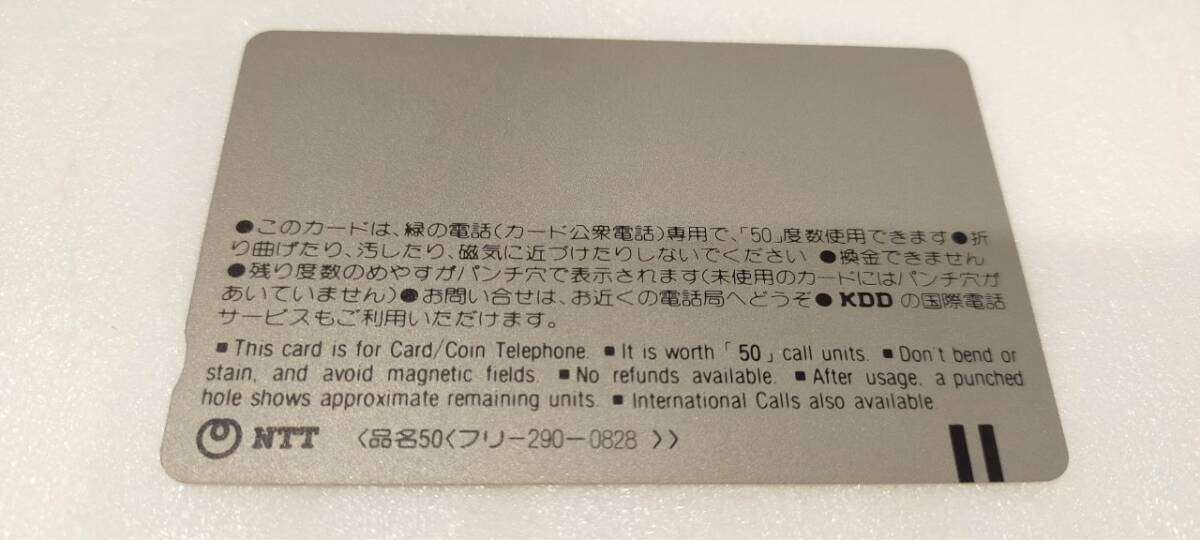 ●このカードは、緑の電話(カード公衆電話)専用で、「50」度数使用できます●折
り曲げたり、汚したり、磁気に近づけたりしないでください ●換金できません
●残り度数のめやすがパンチ穴で表示されます(未使用のカードにはパンチ穴が
あいていません)●お問い合せは、お近くの電話局へどうぞ● KDD の国際電話
サービスもご利用いただけます。
■ This card is for Card/Coin Telephone. ■ It is worth「50」call units. ■ Don't bend or
stain, and avoid magnetic fields. ■ No refunds available. ■ After usage, a punched
hole shows approximate remaining units. ■ International Calls also available.
NTT 〈品名50〈フリー290-0828 〉〉